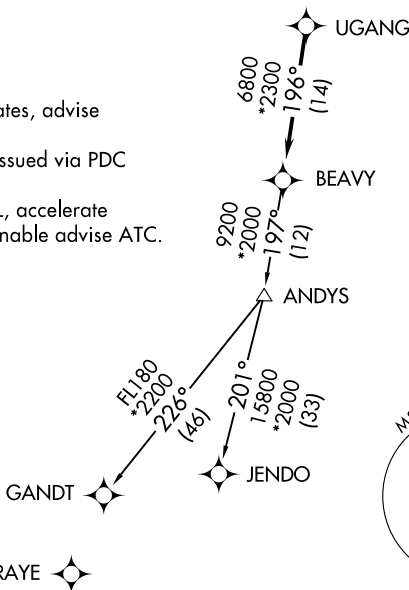 UGANG
6800
*2300
196°
(14)
ates, advise
ssued via PDC
BEAVY
L, accelerate
nable advise ATC.
9200
*2000
197°
(12)
ANDYS
FL180
*2200
226°
(46)
201°
15800
*2000
(33)
JENDO
GANDT
RAYE